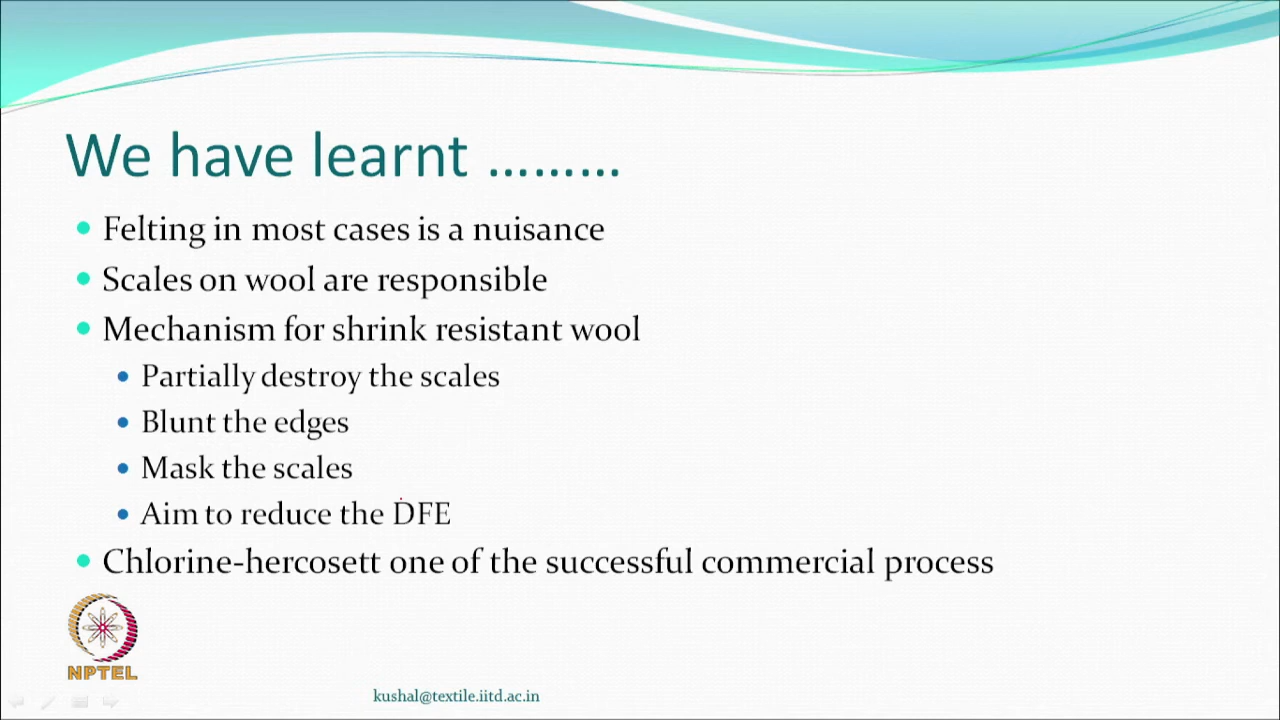 We have learnt .........
Felting in most cases is a nuisance
Scales on wool are responsible
Mechanism for shrink resistant wool
Partially destroy the scales
Blunt the edges
Mask the scales
Aim to reduce the DFE
Chlorine-hercosett one of the successful commercial process
NPTEL
kushal@textile.iitd.ac.in